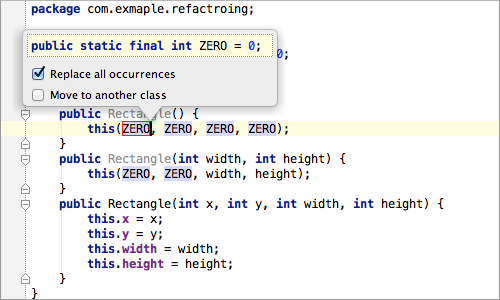 package com.exmaple.refactroing;
public static final int ZERO = 0;
0;
Replace all occurrences
Move to another class
public Rectangle() {
this(ZERO, ZERO, ZERO, ZERO);
}
public Rectangle(int width, int height) {
this(ZERO, ZERO, width, height);
}
public Rectangle(int x, int y, int width, int height) {
this.x = x;
this.y = y;
this.width = width;
this.height = height;
}
}